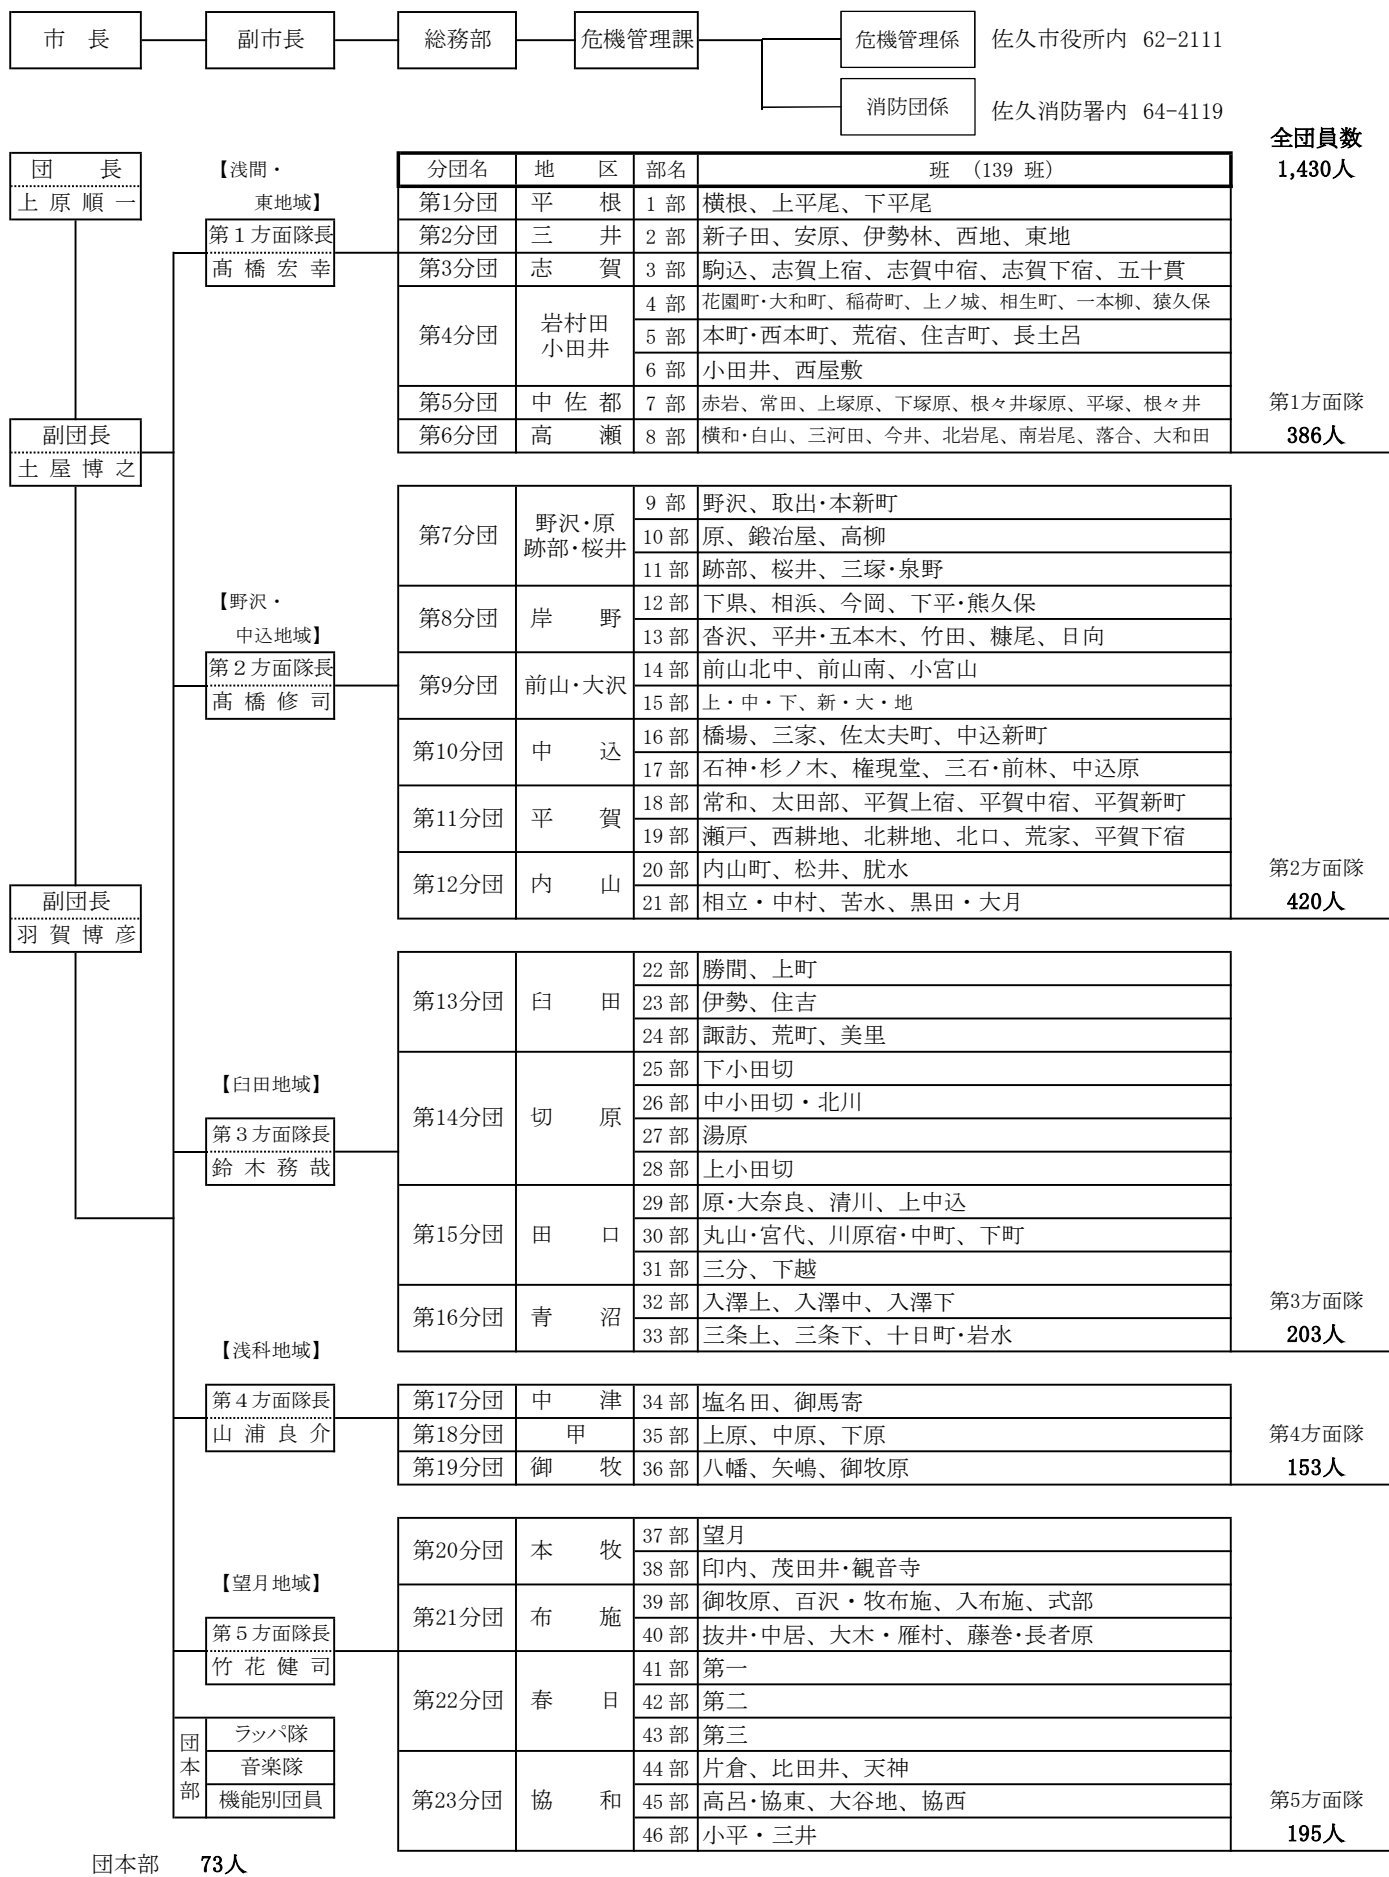 市　長　副市長　総務部　危機管理課　危機管理係　佐久市役所内 62-2111
消防団係　佐久消防署内 64-4119
全団員数
1,430人
団　長
上原順一
副団長
土屋博之
副団長
羽賀博彦
分団名　地　区　部名　班　(139 班)
【浅間・
東地域】
第１方面隊長
髙橋宏幸
第1分団　平　根　1 部　横根、上平尾、下平尾
第2分団　三　井　2 部　新子田、安原、伊勢林、西地、東地
第3分団　志　賀　3 部　駒込、志賀上宿、志賀中宿、志賀下宿、五十貫
第4分団　岩村田　4 部　花園町･大和町、稲荷町、上ノ城、相生町、一本柳、猿久保
小田井　5 部　本町･西本町、荒宿、住吉町、長土呂
6 部　小田井、西屋敷
第5分団　中佐都　7 部　赤岩、常田、上塚原、下塚原、根々井塚原、平塚、根々井
第6分団　高　瀬　8 部　横和･白山、三河田、今井、北岩尾、南岩尾、落合、大和田
第1方面隊
386人
【野沢・
中込地域】
第２方面隊長
髙橋修司
第7分団　野沢･原　9 部　野沢、取出･本新町
跡部･桜井　10 部　原、鍛冶屋、高柳
11 部　跡部、桜井、三塚･泉野
第8分団　岸　野　12 部　下県、相浜、今岡、下平･熊久保
13 部　沓沢、平井･五本木、竹田、糠尾、日向
第9分団　前山･大沢　14 部　前山北中、前山南、小宮山
15 部　上・中・下、新・大・地
第10分団　中　込　16 部　橋場、三家、佐太夫町、中込新町
17 部　石神･杉ノ木、権現堂、三石･前林、中込原
第11分団　平　賀　18 部　常和、太田部、平賀上宿、平賀中宿、平賀新町
19 部　瀬戸、西耕地、北耕地、北口、荒家、平賀下宿
第12分団　内　山　20 部　内山町、松井、肬水
21 部　相立・中村、苦水、黒田・大月
第2方面隊
420人
【臼田地域】
第３方面隊長
鈴木務哉
第13分団　臼　田　22 部　勝間、上町
23 部　伊勢、住吉
24 部　諏訪、荒町、美里
第14分団　切　原　25 部　下小田切
26 部　中小田切・北川
27 部　湯原
28 部　上小田切
第15分団　田　口　29 部　原･大奈良、清川、上中込
30 部　丸山･宮代、川原宿･中町、下町
31 部　三分、下越
第16分団　青　沼　32 部　入澤上、入澤中、入澤下
33 部　三条上、三条下、十日町･岩水
第3方面隊
203人
【浅科地域】
第４方面隊長
山浦良介
第17分団　中　津　34 部　塩名田、御馬寄
第18分団　甲　35 部　上原、中原、下原
第19分団　御　牧　36 部　八幡、矢嶋、御牧原
第4方面隊
153人
【望月地域】
第５方面隊長
竹花健司
第20分団　本　牧　37 部　望月
38 部　印内、茂田井･観音寺
第21分団　布　施　39 部　御牧原、百沢・牧布施、入布施、式部
40 部　抜井･中居、大木・雁村、藤巻･長者原
第22分団　春　日　41 部　第一
42 部　第二
43 部　第三
第23分団　協　和　44 部　片倉、比田井、天神
45 部　高呂･協東、大谷地、協西
46 部　小平・三井
第5方面隊
195人
団本部
ラッパ隊
音楽隊
機能別団員
団本部　73人